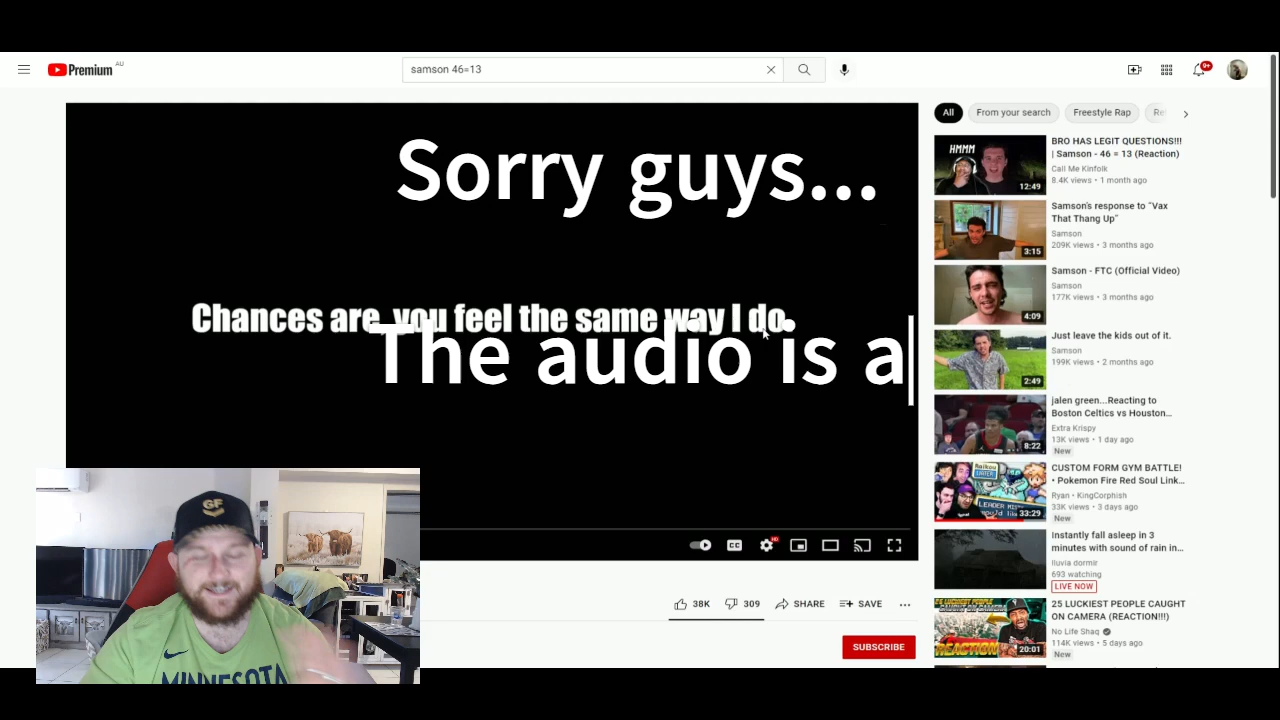 Premium AU
samson 46=13
9+
Sorry guys...
Chances are, you feel the same way I do.
The audio is a
38K
309
SHARE
SAVE
SUBSCRIBE
GF
MINNESOTA
All
From your search
Freestyle Rap
Re
HMMM
12:49
BRO HAS LEGIT QUESTIONS!!!
| Samson - 46 = 13 (Reaction)
Call Me Kinfolk
8.4K views • 1 month ago
3:15
Samson's response to "Vax
That Thang Up"
Samson
209K views • 3 months ago
4:09
Samson - FTC (Official Video)
Samson
177K views • 3 months ago
2:49
Just leave the kids out of it.
Samson
199K views • 2 months ago
8:22
jalen green...Reacting to
Boston Celtics vs Houston...
Extra Krispy
13K views • 1 day ago
New
33:29
CUSTOM FORM GYM BATTLE!
• Pokemon Fire Red Soul Link...
Ryan • KingCorphish
33K views • 3 days ago
New
Instantly fall asleep in 3
minutes with sound of rain in...
lluvia dormir
693 watching
LIVE NOW
REACTION
20:01
25 LUCKIEST PEOPLE CAUGHT
ON CAMERA (REACTION!!!)
No Life Shaq
114K views • 5 days ago
New